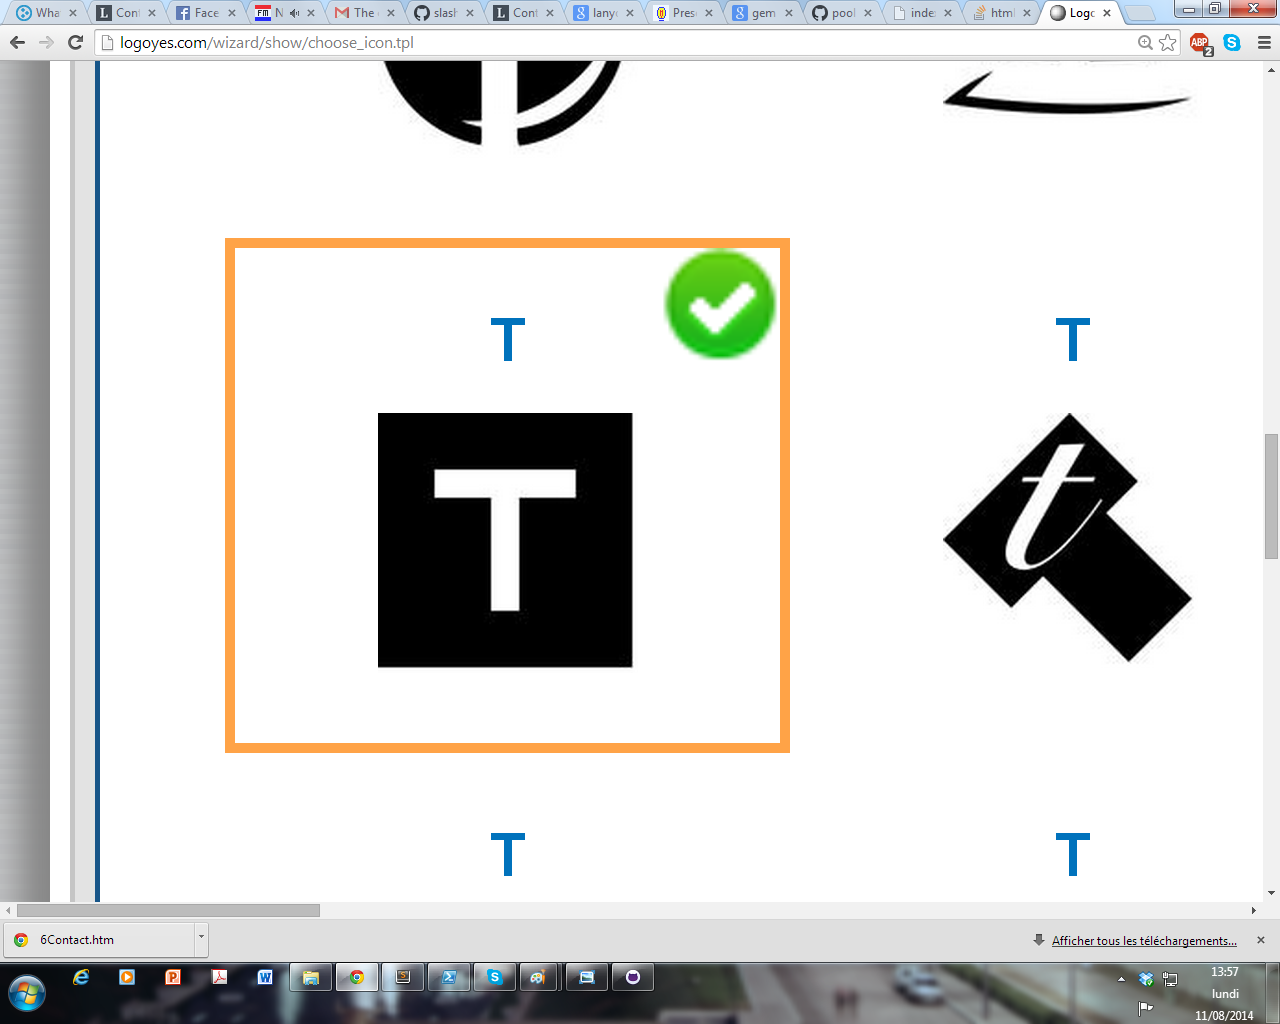 Wha
Cont
Face
N
The
slash
Cont
lany
Pres
gem
pool
inde
html
Logo
logoyes.com/wizard/show/choose_icon.tpl
ABP
2
T
T
T
t
T
T
6Contact.htm
Afficher tous les téléchargements...
13:57
lundi
11/08/2014